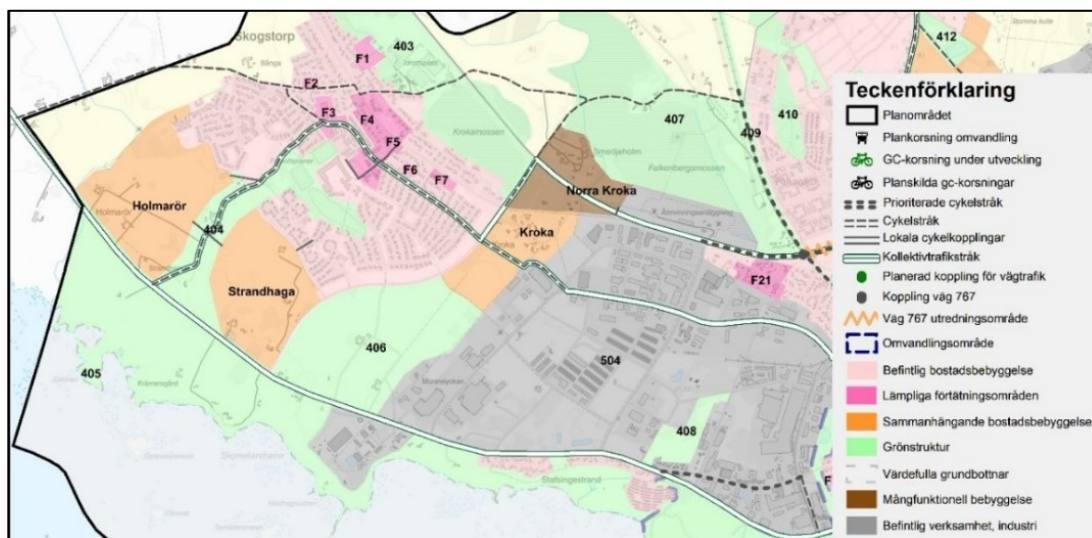 Skogstorp
403
F1
F2
F3
F4
F5
F6
F7
412
410
409
407
Norra Kroka
Kroka
Holmarör
404
Strandhaga
F21
406
504
405
408
Stafsingestrand
Teckenförklaring
Planområdet
Plankorsning omvandling
GC-korsning under utveckling
Planskilda gc-korsningar
Prioriterade cykelstråk
Cykelstråk
Lokala cykelkopplingar
Kollektivtrafikstråk
Planerad koppling för vägtrafik
Koppling väg 767
Väg 767 utredningsområde
Omvandlingsområde
Befintlig bostadsbebyggelse
Lämpliga förtätningsområden
Sammanhängande bostadsbebyggelse
Grönstruktur
Värdefulla grundbottnar
Mångfunktionell bebyggelse
Befintlig verksamhet, industri